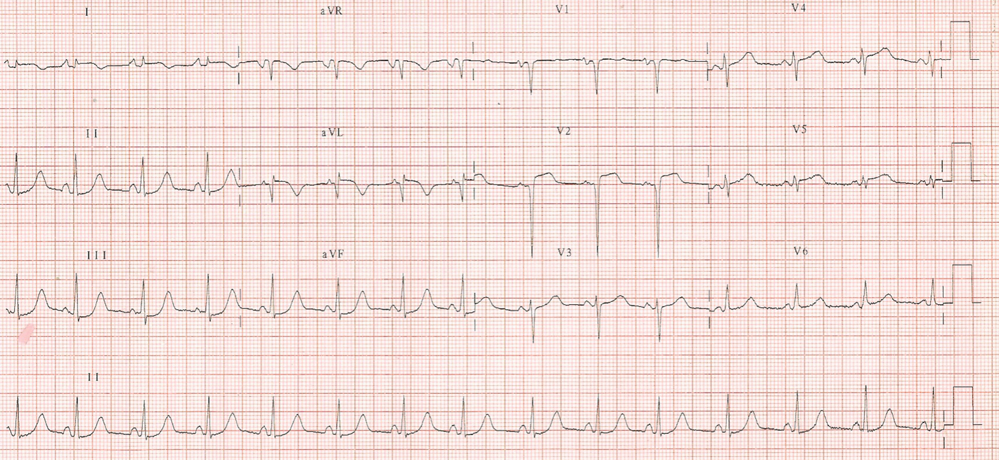 I aVR V1 V4
II aVL V2 V5
III aVF V3 V6
II